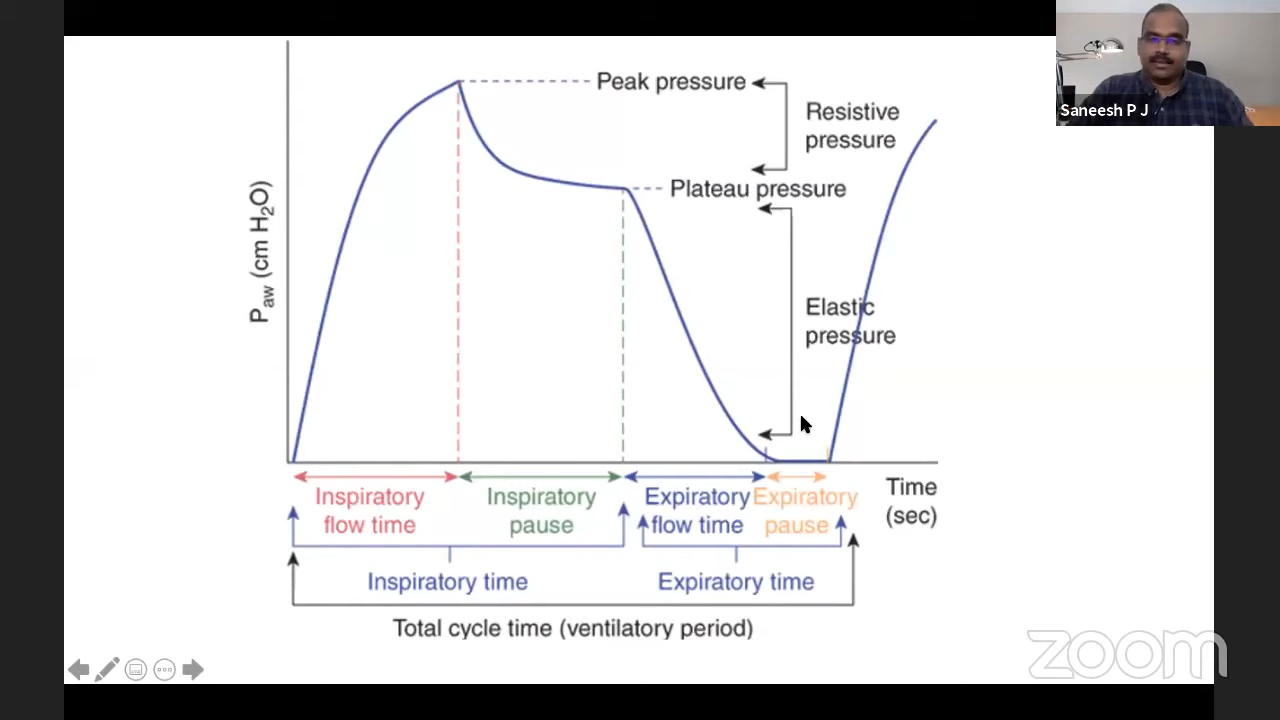 Saneesh P J
Peak pressure
Resistive
pressure
Plateau pressure
Paw (cm H2O)
Elastic
pressure
Inspiratory
flow time
Inspiratory
pause
Expiratory
flow time
Expiratory
pause
Time
(sec)
Inspiratory time
Expiratory time
Total cycle time (ventilatory period)
zoom